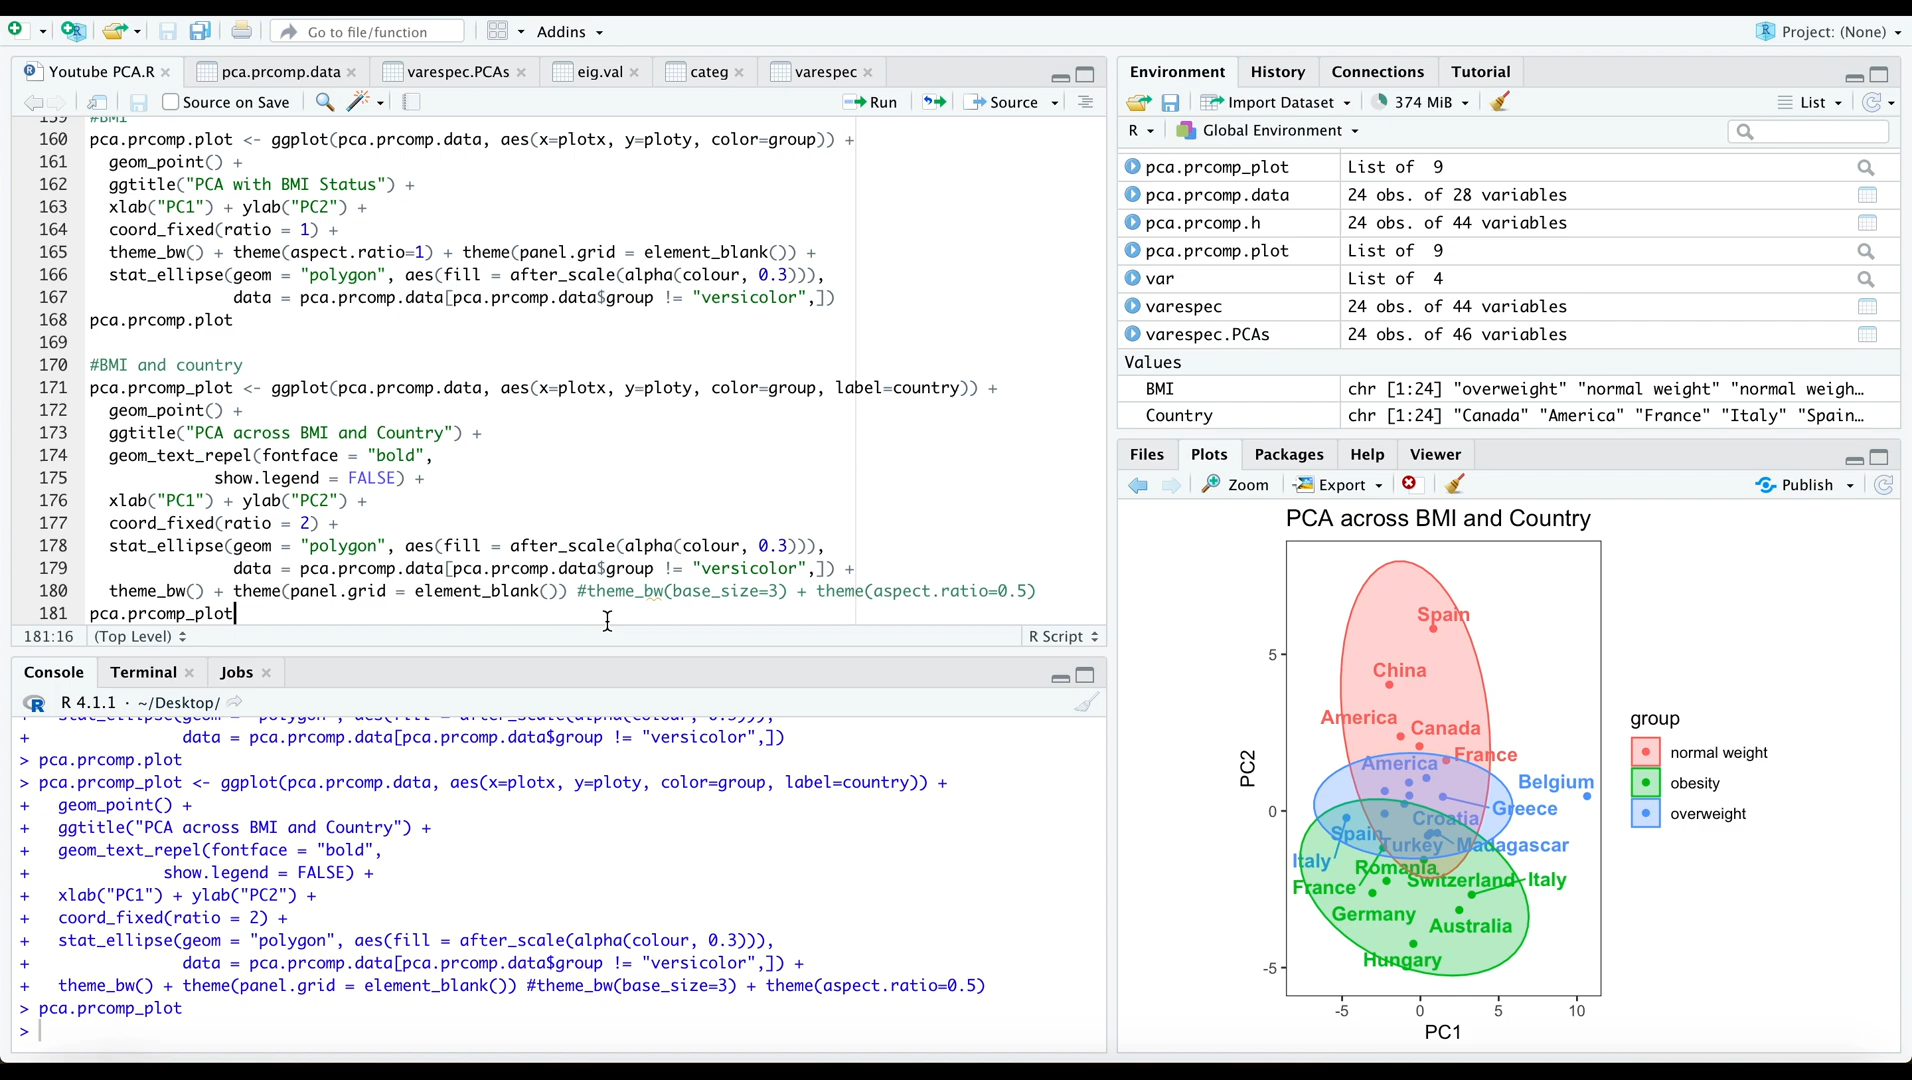 Go to file/function
Addins
Project: (None)
Youtube PCA.R
pca.prcomp.data
varespec.PCAs
eig.val
categ
varespec
Source on Save
Run
Source
160 pca.prcomp.plot <- ggplot(pca.prcomp.data, aes(x=plotx, y=ploty, color=group)) +
161 geom_point() +
162 ggtitle("PCA with BMI Status") +
163 xlab("PC1") + ylab("PC2") +
164 coord_fixed(ratio = 1) +
165 theme_bw() + theme(aspect.ratio=1) + theme(panel.grid = element_blank()) +
166 stat_ellipse(geom = "polygon", aes(fill = after_scale(alpha(colour, 0.3))),
167 data = pca.prcomp.data[pca.prcomp.data$group != "versicolor",])
168 pca.prcomp.plot
169
170 #BMI and country
171 pca.prcomp_plot <- ggplot(pca.prcomp.data, aes(x=plotx, y=ploty, color=group, label=country)) +
172 geom_point() +
173 ggtitle("PCA across BMI and Country") +
174 geom_text_repel(fontface = "bold",
175 show.legend = FALSE) +
176 xlab("PC1") + ylab("PC2") +
177 coord_fixed(ratio = 2) +
178 stat_ellipse(geom = "polygon", aes(fill = after_scale(alpha(colour, 0.3))),
179 data = pca.prcomp.data[pca.prcomp.data$group != "versicolor",]) +
180 theme_bw() + theme(panel.grid = element_blank()) #theme_bw(base_size=3) + theme(aspect.ratio=0.5)
181 pca.prcomp_plot
181:16 (Top Level) R Script
Console Terminal Jobs
R 4.1.1 · ~/Desktop/
+ data = pca.prcomp.data[pca.prcomp.data$group != "versicolor",])
> pca.prcomp.plot
> pca.prcomp_plot <- ggplot(pca.prcomp.data, aes(x=plotx, y=ploty, color=group, label=country)) +
+ geom_point() +
+ ggtitle("PCA across BMI and Country") +
+ geom_text_repel(fontface = "bold",
+ show.legend = FALSE) +
+ xlab("PC1") + ylab("PC2") +
+ coord_fixed(ratio = 2) +
+ stat_ellipse(geom = "polygon", aes(fill = after_scale(alpha(colour, 0.3))),
+ data = pca.prcomp.data[pca.prcomp.data$group != "versicolor",]) +
+ theme_bw() + theme(panel.grid = element_blank()) #theme_bw(base_size=3) + theme(aspect.ratio=0.5)
> pca.prcomp_plot
>
Environment History Connections Tutorial
Import Dataset 374 MiB List
R Global Environment
pca.prcomp_plot List of 9
pca.prcomp.data 24 obs. of 28 variables
pca.prcomp.h 24 obs. of 44 variables
pca.prcomp.plot List of 9
var List of 4
varespec 24 obs. of 44 variables
varespec.PCAs 24 obs. of 46 variables
Values
BMI chr [1:24] "overweight" "normal weight" "normal weigh…
Country chr [1:24] "Canada" "America" "France" "Italy" "Spain…
Files Plots Packages Help Viewer
Zoom Export Publish
PCA across BMI and Country
Spain
5
China
America
Canada
France
America
Belgium
PC2
Greece
0
Croatia
Spain
Turkey
Madagascar
Italy
Romania
Switzerland
Italy
France
Germany
Australia
Hungary
-5
-5 0 5 10
PC1
group
normal weight
obesity
overweight